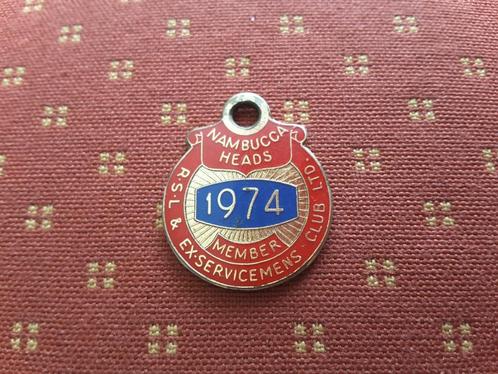 NAMBUCCA
HEADS
1974
MEMBER
R·S·L & EX-SERVICEMENS · CLUB LTD